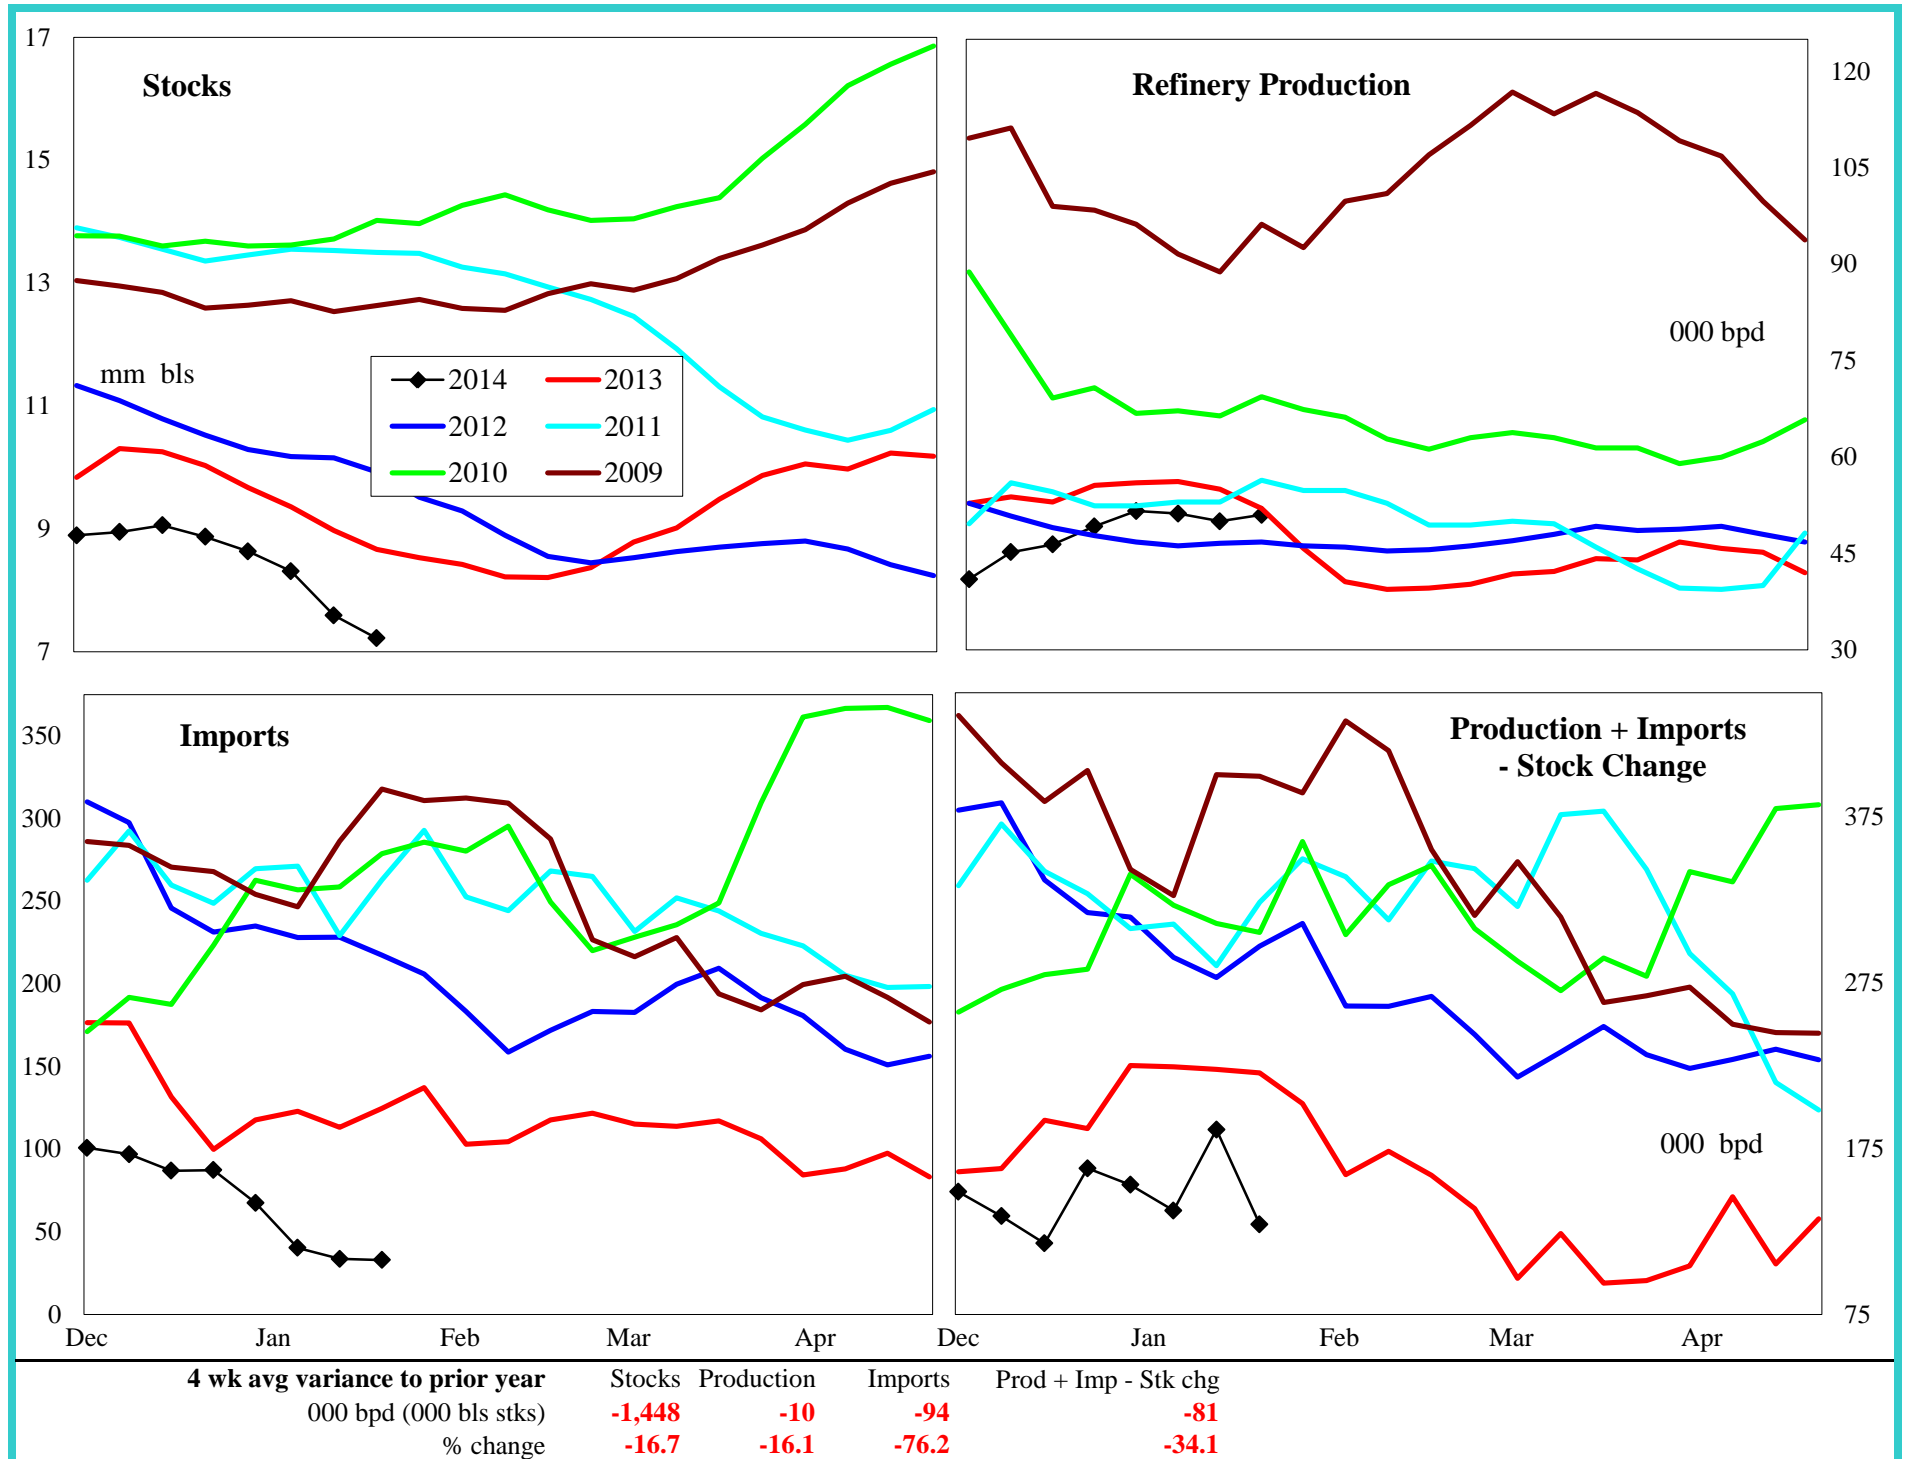 17
15
13
11
9
7
Stocks
mm bls
2014 2013
2012 2011
2010 2009
Refinery Production
000 bpd
120
105
90
75
60
45
30
Imports
350
300
250
200
150
100
50
0
Dec Jan Feb Mar Apr
Production + Imports
- Stock Change
000 bpd
375
275
175
75
Dec Jan Feb Mar Apr
4 wk avg variance to prior year Stocks Production Imports Prod + Imp - Stk chg
000 bpd (000 bls stks) -1,448 -10 -94 -81
% change -16.7 -16.1 -76.2 -34.1